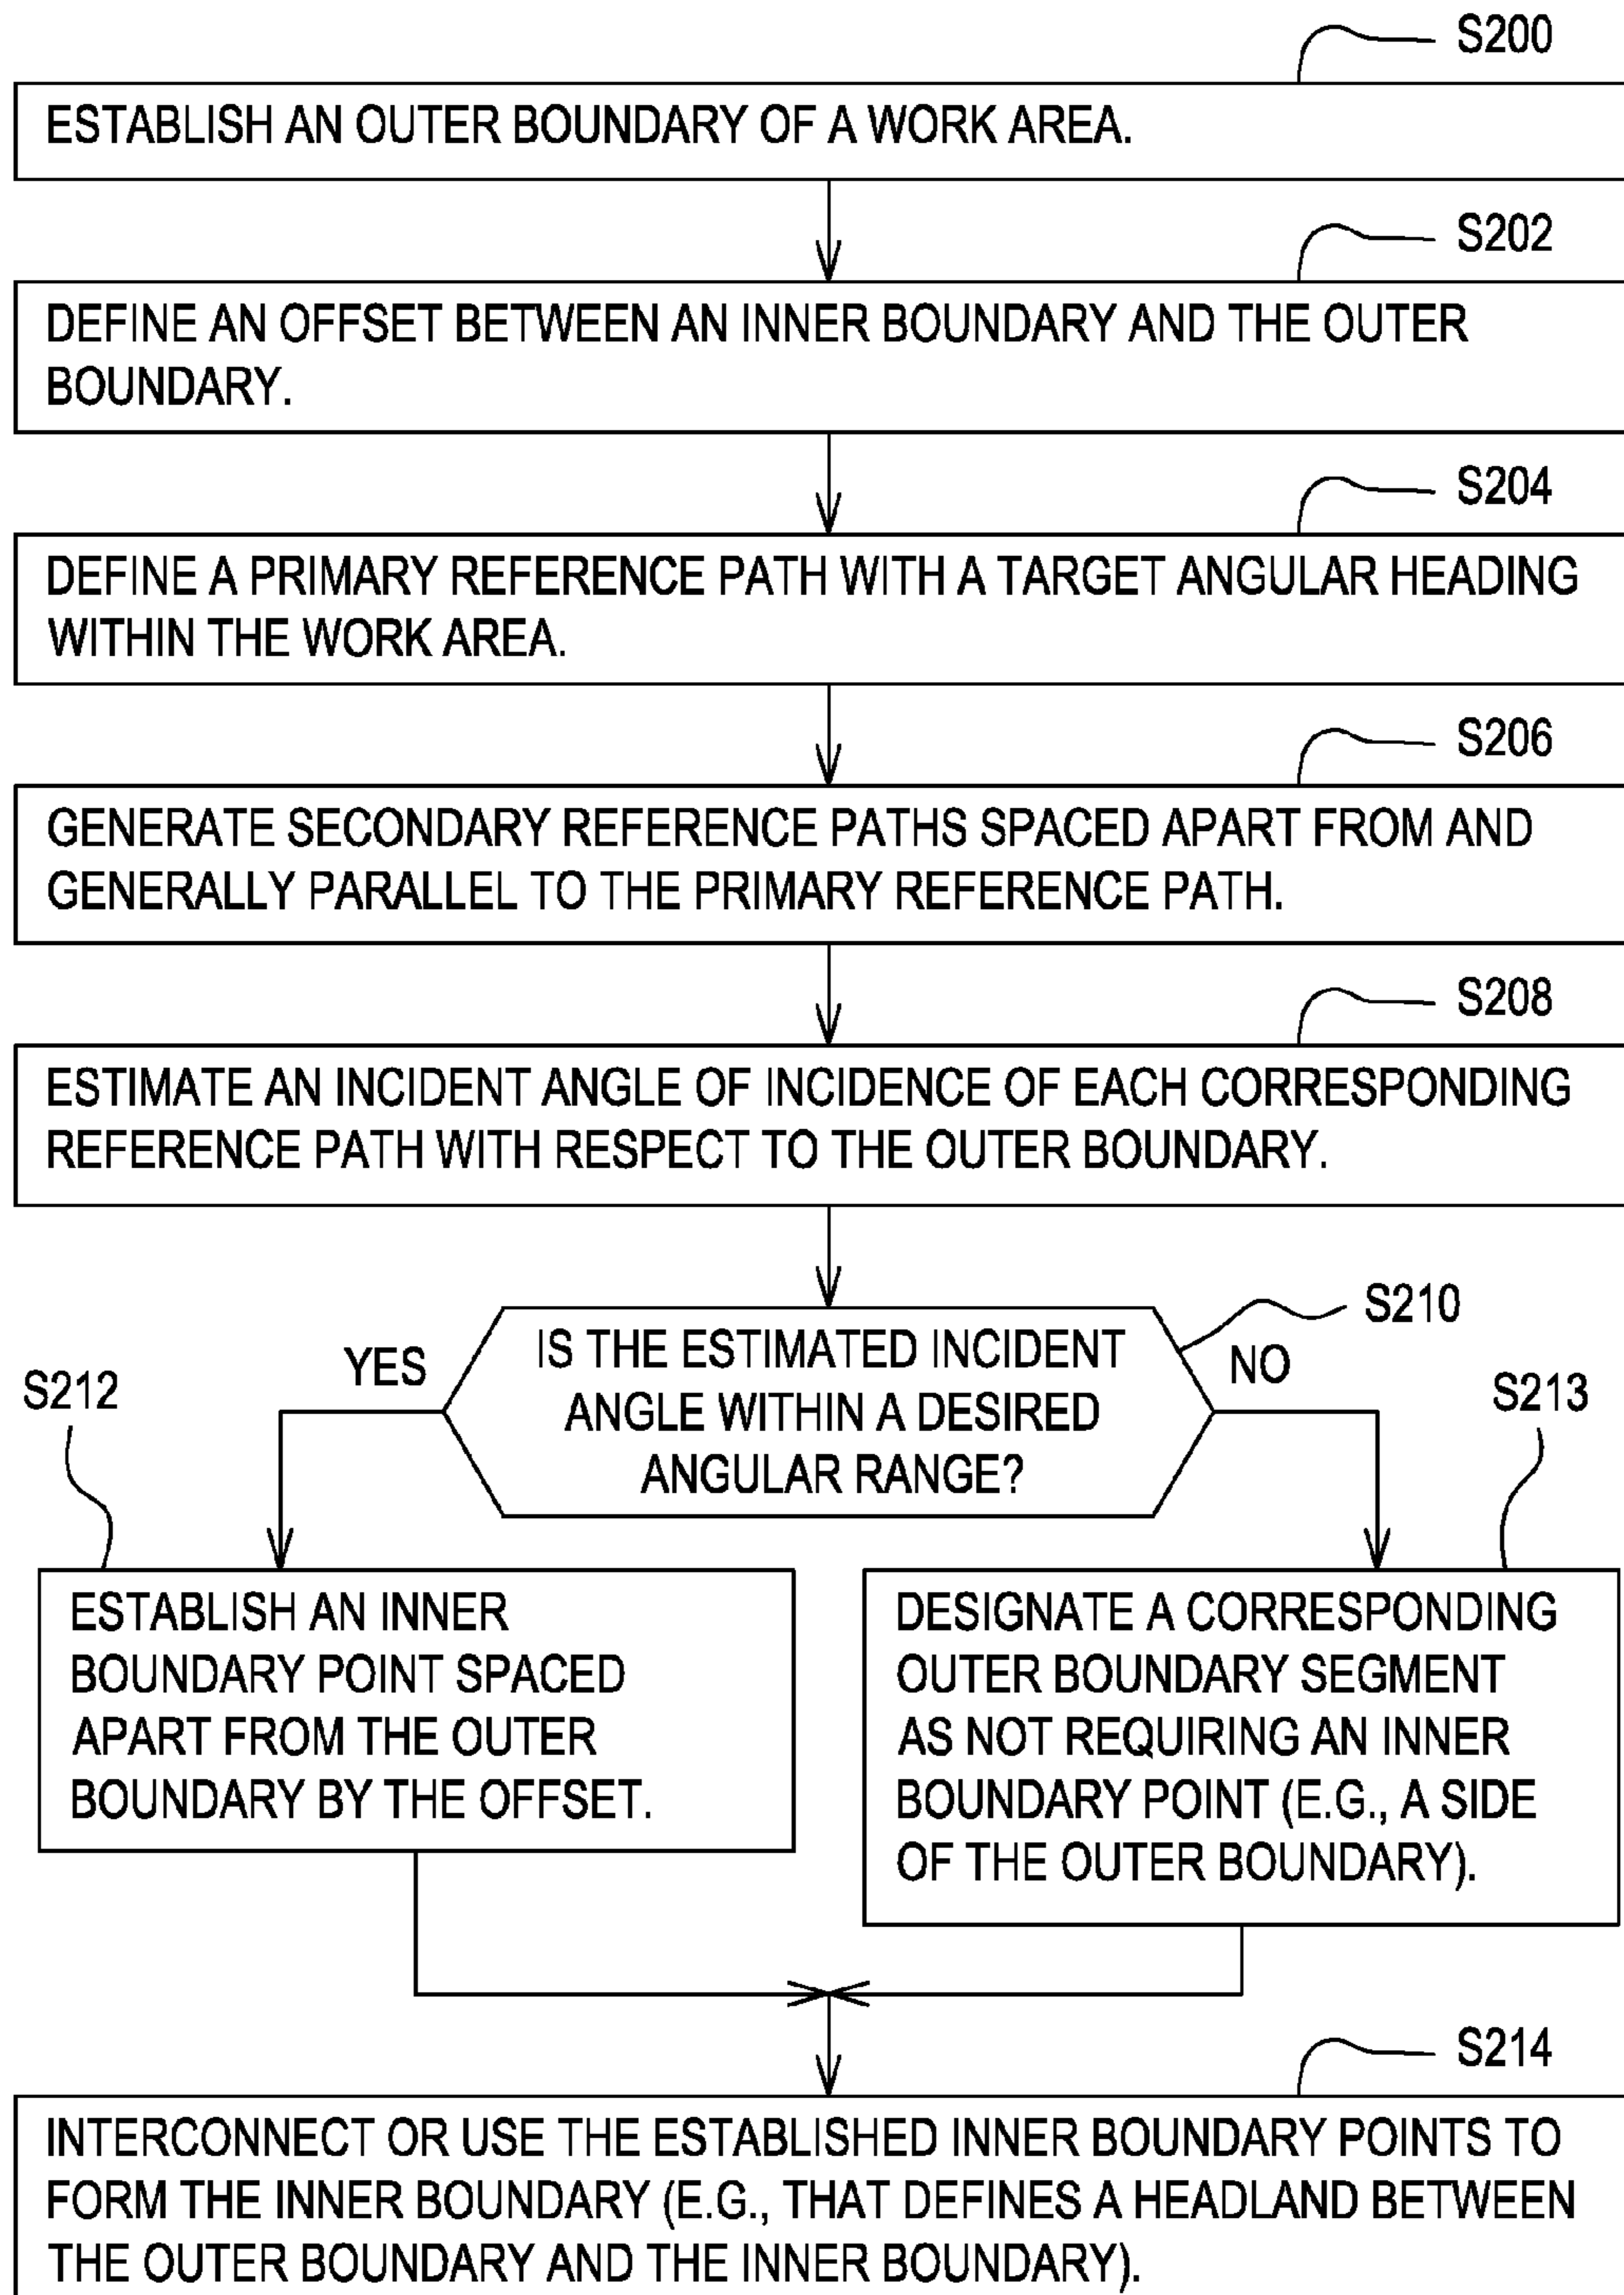 S200
ESTABLISH AN OUTER BOUNDARY OF A WORK AREA.
S202
DEFINE AN OFFSET BETWEEN AN INNER BOUNDARY AND THE OUTER
BOUNDARY.
S204
DEFINE A PRIMARY REFERENCE PATH WITH A TARGET ANGULAR HEADING
WITHIN THE WORK AREA.
S206
GENERATE SECONDARY REFERENCE PATHS SPACED APART FROM AND
GENERALLY PARALLEL TO THE PRIMARY REFERENCE PATH.
S208
ESTIMATE AN INCIDENT ANGLE OF INCIDENCE OF EACH CORRESPONDING
REFERENCE PATH WITH RESPECT TO THE OUTER BOUNDARY.
S210
IS THE ESTIMATED INCIDENT
ANGLE WITHIN A DESIRED
ANGULAR RANGE?
YES
NO
S212
ESTABLISH AN INNER
BOUNDARY POINT SPACED
APART FROM THE OUTER
BOUNDARY BY THE OFFSET.
S213
DESIGNATE A CORRESPONDING
OUTER BOUNDARY SEGMENT
AS NOT REQUIRING AN INNER
BOUNDARY POINT (E.G., A SIDE
OF THE OUTER BOUNDARY).
S214
INTERCONNECT OR USE THE ESTABLISHED INNER BOUNDARY POINTS TO
FORM THE INNER BOUNDARY (E.G., THAT DEFINES A HEADLAND BETWEEN
THE OUTER BOUNDARY AND THE INNER BOUNDARY).